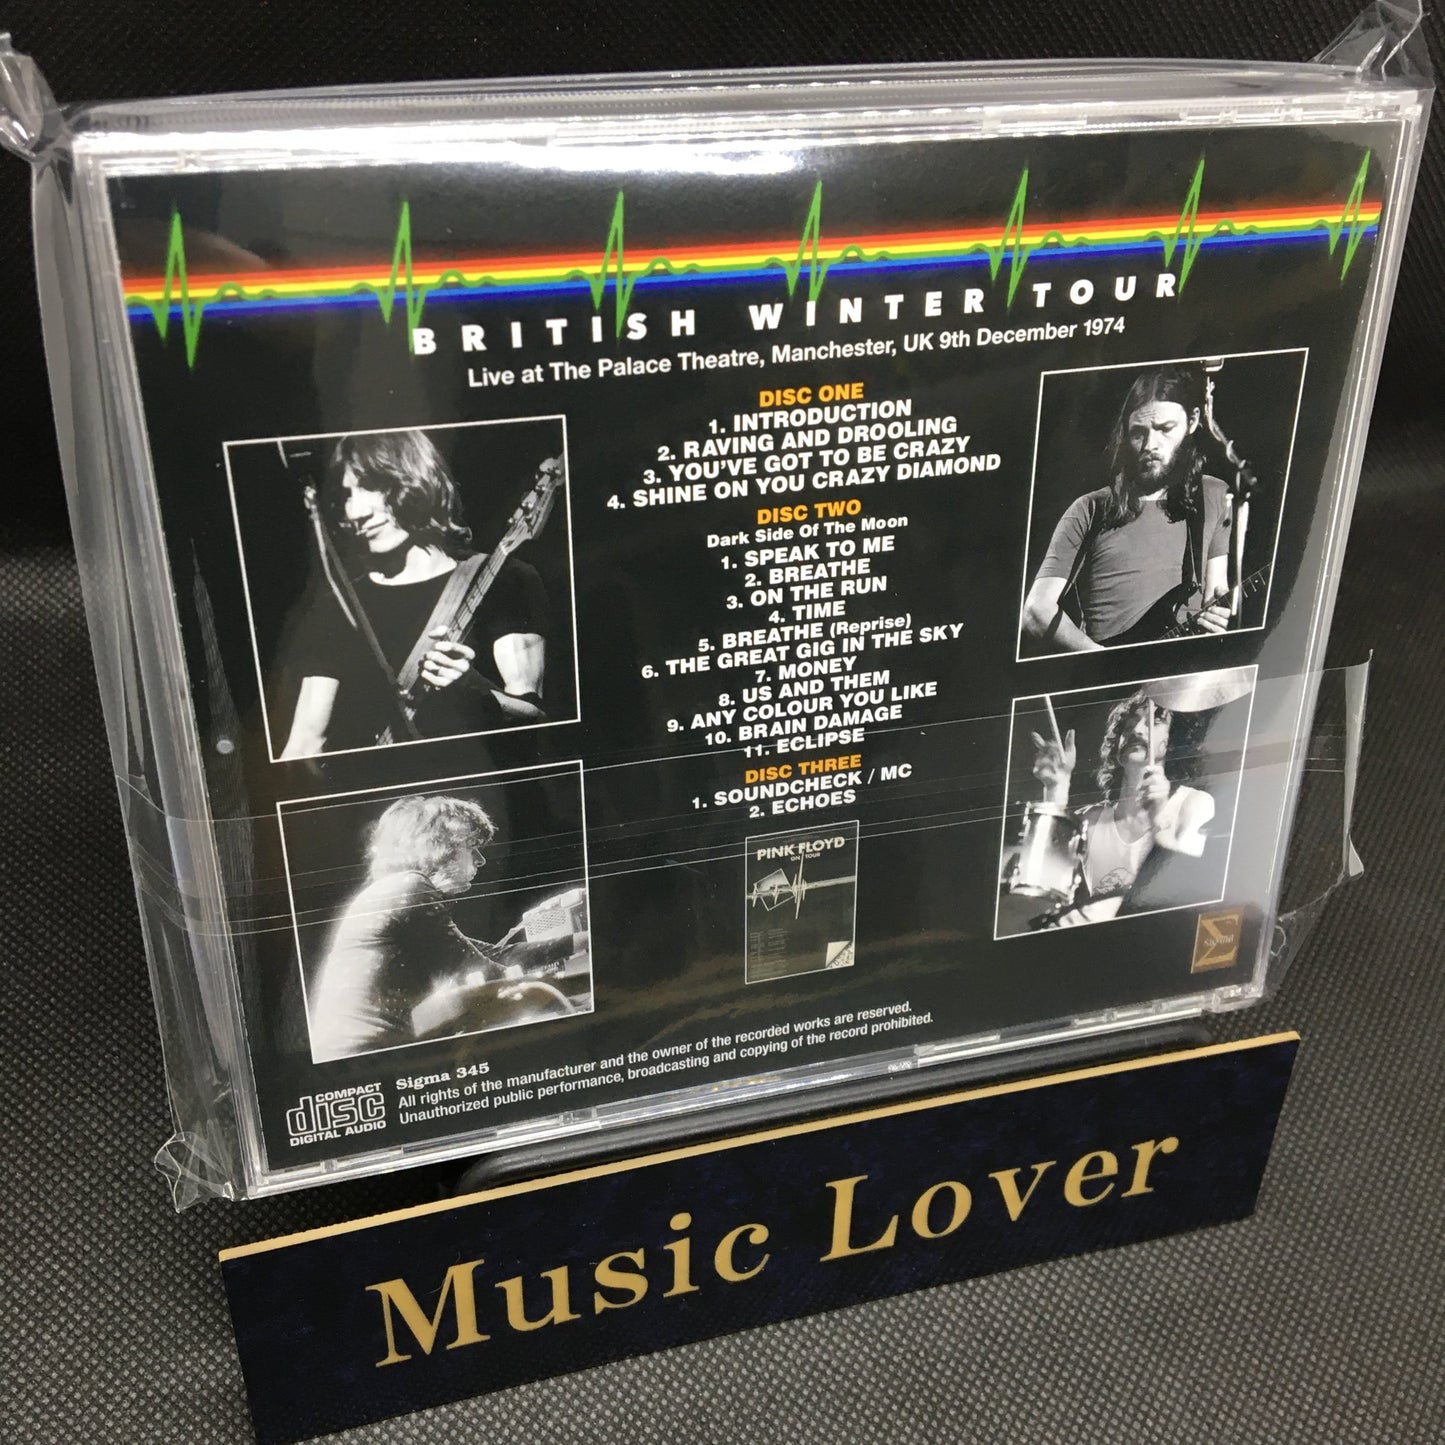 BRITISH WINTER TOUR
Live at The Palace Theatre, Manchester, UK 9th December 1974
DISC ONE
1. INTRODUCTION
2. RAVING AND DROOLING
3. YOU'VE GOT TO BE CRAZY
4. SHINE ON YOU CRAZY DIAMOND
DISC TWO
Dark Side Of The Moon
1. SPEAK TO ME
2. BREATHE
3. ON THE RUN
4. TIME
5. BREATHE (Reprise)
6. THE GREAT GIG IN THE SKY
7. MONEY
8. US AND THEM
9. ANY COLOUR YOU LIKE
10. BRAIN DAMAGE
11. ECLIPSE
DISC THREE
1. SOUNDCHECK / MC
2. ECHOES
PINK FLOYD
ON TOUR
sigma
COMPACT
disc
DIGITAL AUDIO
Sigma 345
All rights of the manufacturer and the owner of the recorded works are reserved.
Unauthorized public performance, broadcasting and copying of the record prohibited.
Music Lover